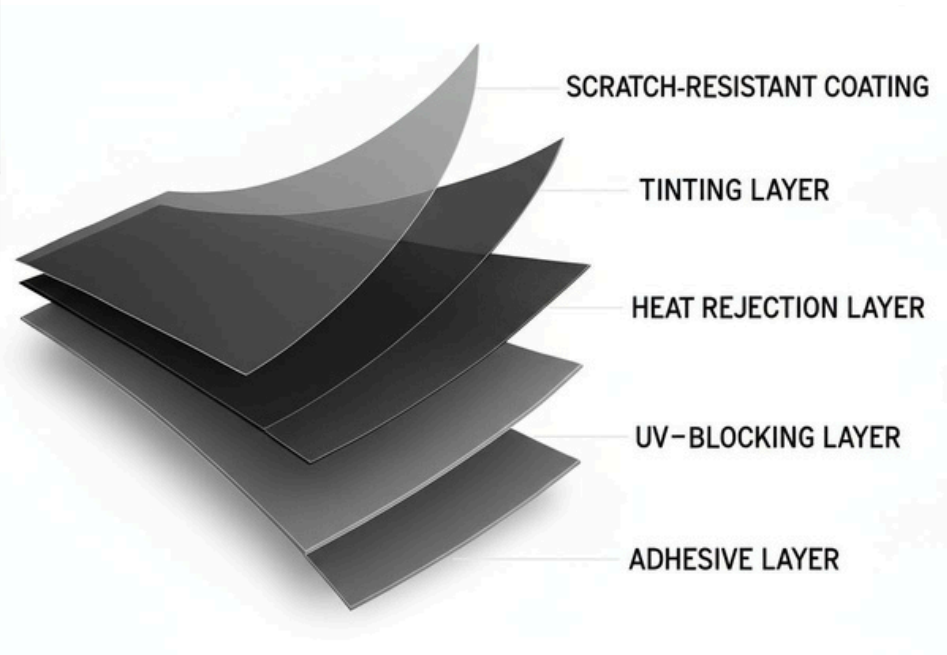 SCRATCH-RESISTANT COATING
TINTING LAYER
HEAT REJECTION LAYER
UV-BLOCKING LAYER
ADHESIVE LAYER